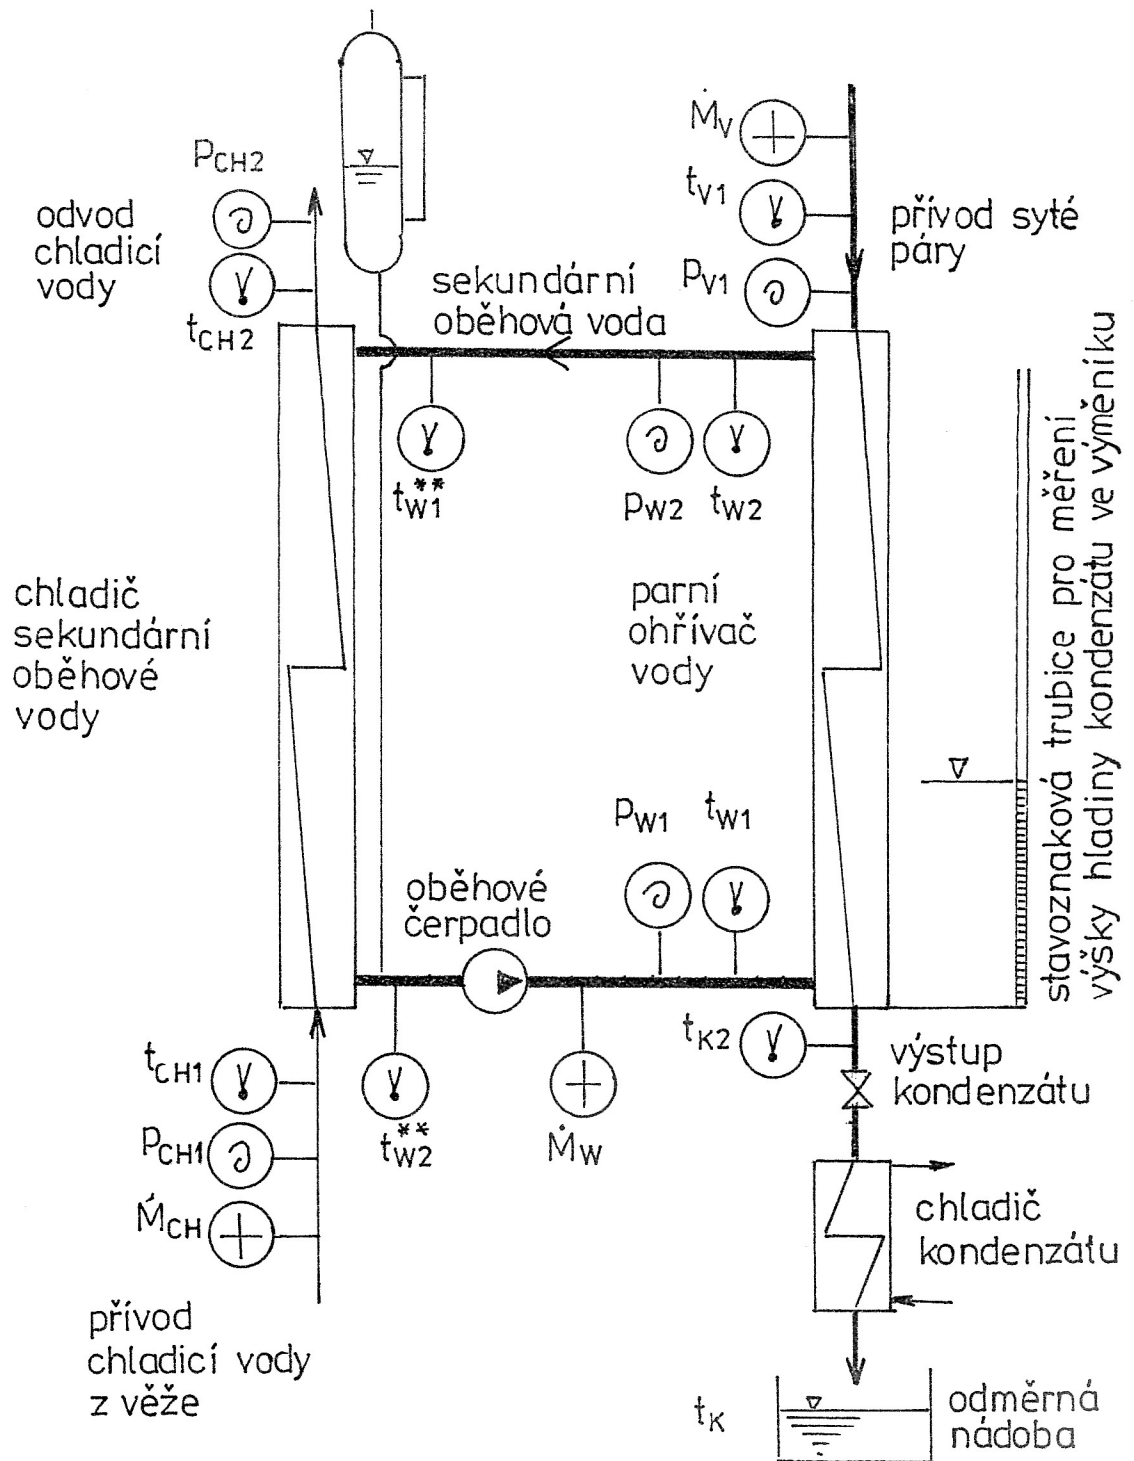 Ṁ_V
p_CH2
t_V1
odvod
chladicí
vody
přívod syté
páry
p_V1
sekundární
oběhová voda
t_CH2
t_W1**
p_W2
t_W2
chladič
sekundární
oběhové
vody
parní
ohřívač
vody
stavoznaková trubice pro měření
výšky hladiny kondenzátu ve výměníku
p_W1
t_W1
oběhové
čerpadlo
t_K2
výstup
kondenzátu
t_CH1
p_CH1
t_W2**
Ṁ_W
Ṁ_CH
chladič
kondenzátu
přívod
chladicí vody
z věže
t_K
odměrná
nádoba